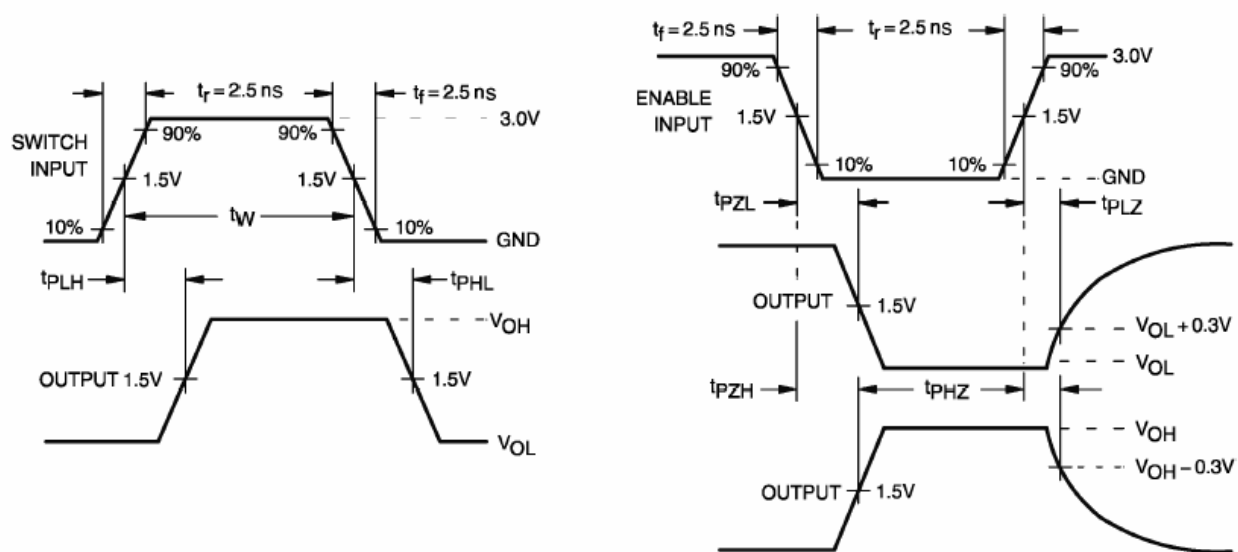 tr = 2.5 ns
tf = 2.5 ns
3.0V
SWITCH
INPUT
90%
90%
1.5V
1.5V
10%
tW
10%
GND
tPLH
tPHL
VOH
OUTPUT 1.5V
1.5V
VOL
tf = 2.5 ns
tr = 2.5 ns
3.0V
90%
90%
ENABLE
INPUT
1.5V
1.5V
10%
10%
GND
tPZL
tPLZ
OUTPUT
1.5V
VOL + 0.3V
VOL
tPZH
tPHZ
VOH
VOH – 0.3V
OUTPUT
1.5V